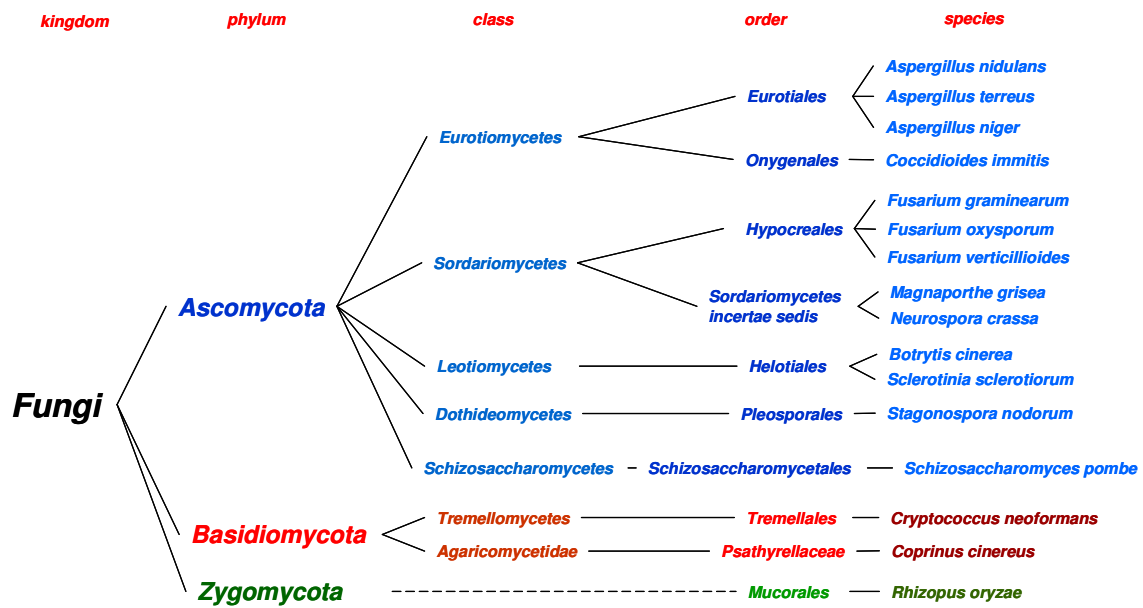 kingdom phylum class order species
Aspergillus nidulans
Eurotiales Aspergillus terreus
Aspergillus niger
Eurotiomycetes
Onygenales Coccidioides immitis
Fusarium graminearum
Hypocreales Fusarium oxysporum
Fusarium verticillioides
Sordariomycetes
Sordariomycetes
incertae sedis
Magnaporthe grisea
Neurospora crassa
Ascomycota
Botrytis cinerea
Leotiomycetes Helotiales
Sclerotinia sclerotiorum
Fungi
Dothideomycetes Pleosporales Stagonospora nodorum
Schizosaccharomycetes Schizosaccharomycetales Schizosaccharomyces pombe
Tremellomycetes Tremellales Cryptococcus neoformans
Basidiomycota
Agaricomycetidae Psathyrellaceae Coprinus cinereus
Zygomycota Mucorales Rhizopus oryzae